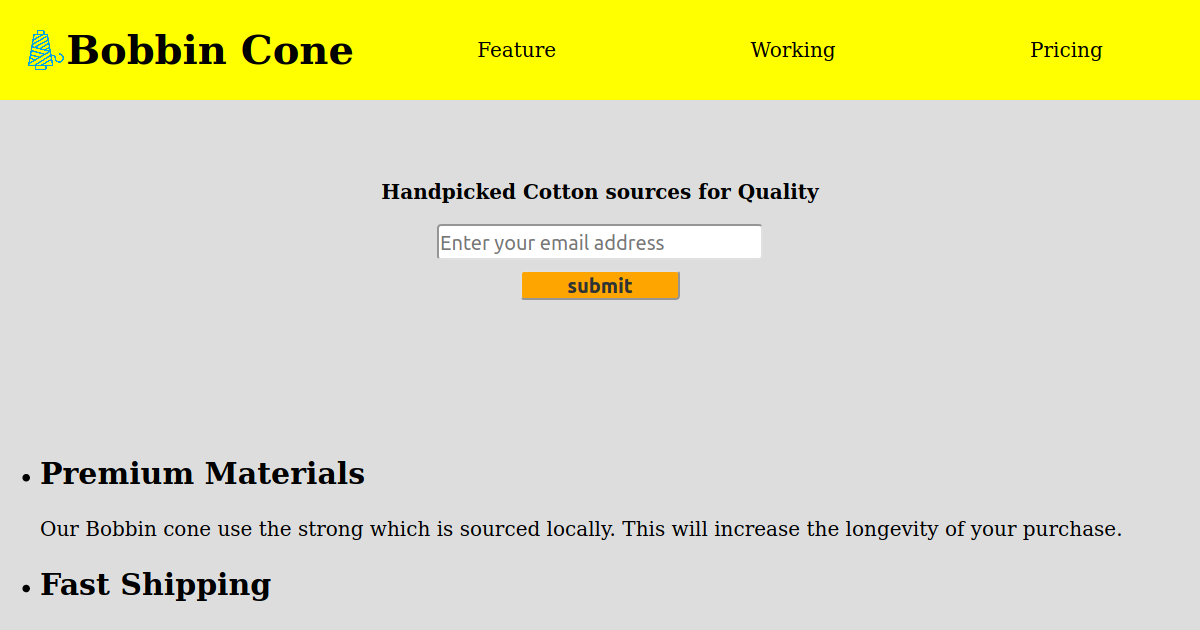 Bobbin Cone Feature Working Pricing
Handpicked Cotton sources for Quality
Enter your email address
submit
Premium Materials
Our Bobbin cone use the strong which is sourced locally. This will increase the longevity of your purchase.
Fast Shipping